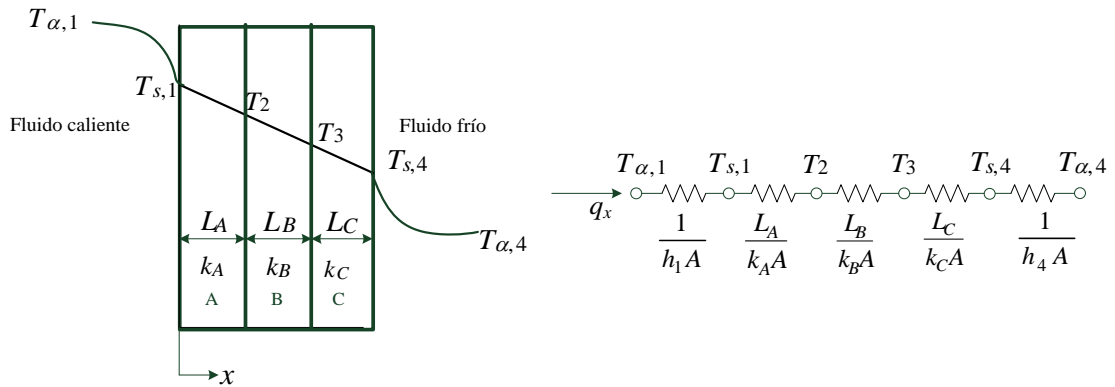 Tα,1
Ts,1
T2
Fluido caliente
Fluido frío
T3
Ts,4
LA LB LC
Tα,4
kA kB kC
A B C
x
Tα,1 Ts,1 T2 T3 Ts,4 Tα,4
qx
1/h1A LA/kAA LB/kBA LC/kCA 1/h4A